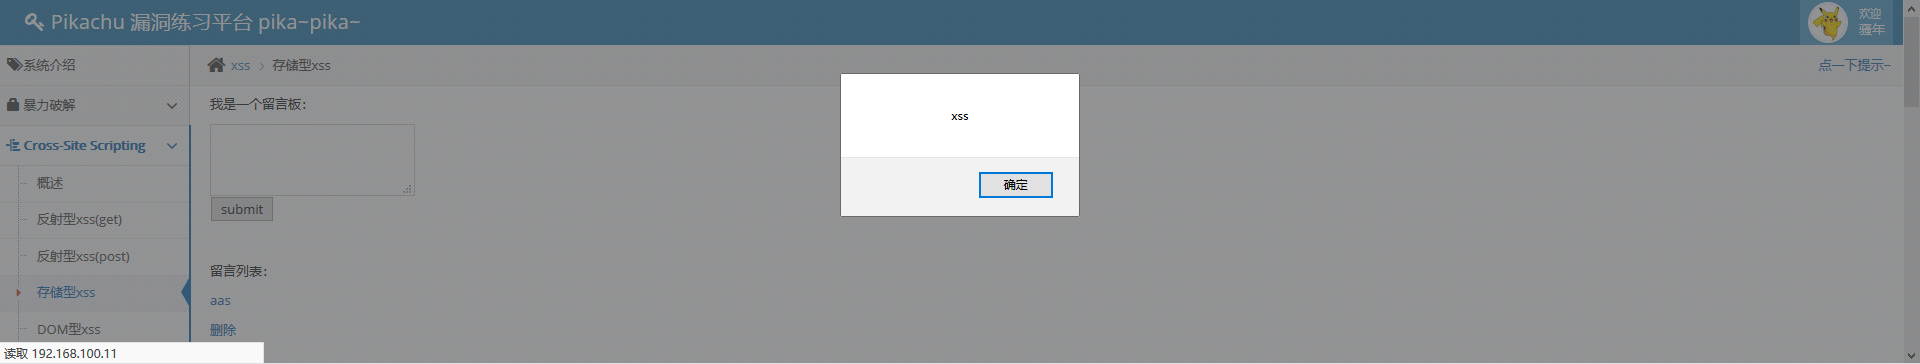 Pikachu 漏洞练习平台 pika~pika~
欢迎
骚年
系统介绍
xss > 存储型xss
点一下提示~
暴力破解
我是一个留言板：
xss
确定
Cross-Site Scripting
概述
submit
反射型xss(get)
反射型xss(post)
留言列表：
存储型xss
aas
DOM型xss
删除
读取 192.168.100.11